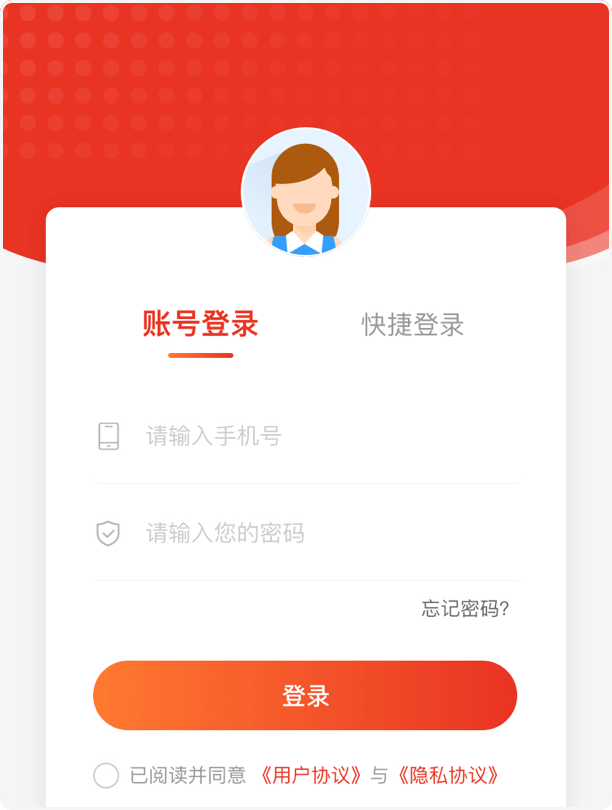 账号登录 快捷登录
请输入手机号
请输入您的密码
忘记密码?
登录
已阅读并同意 《用户协议》与《隐私协议》